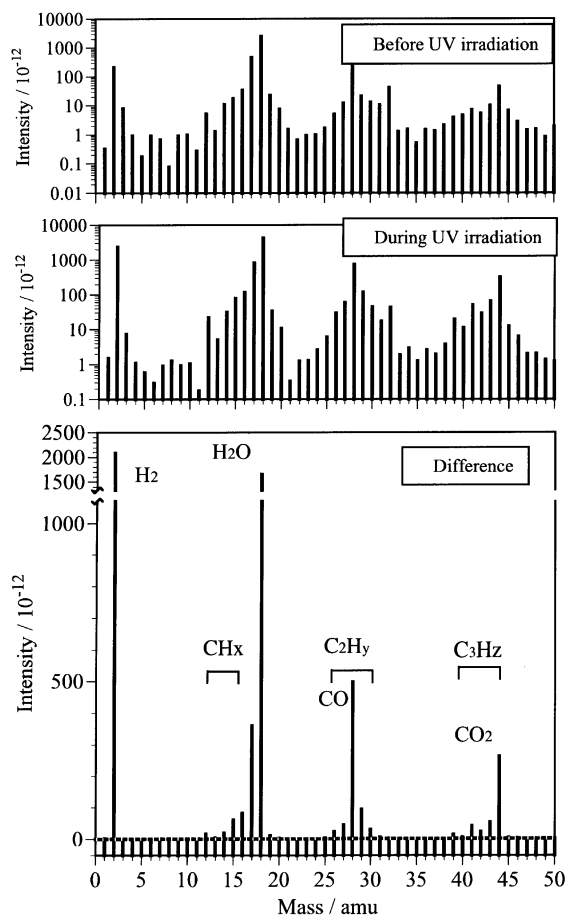 Before UV irradiation
Intensity / 10-12
10000
1000
100
10
1
0.1
0.01
During UV irradiation
Intensity / 10-12
10000
1000
100
10
1
0.1
Difference
Intensity / 10-12
2500
2000
1500
1000
500
0
H2
H2O
CHx
C2Hy
CO
C3Hz
CO2
0 5 10 15 20 25 30 35 40 45 50
Mass / amu